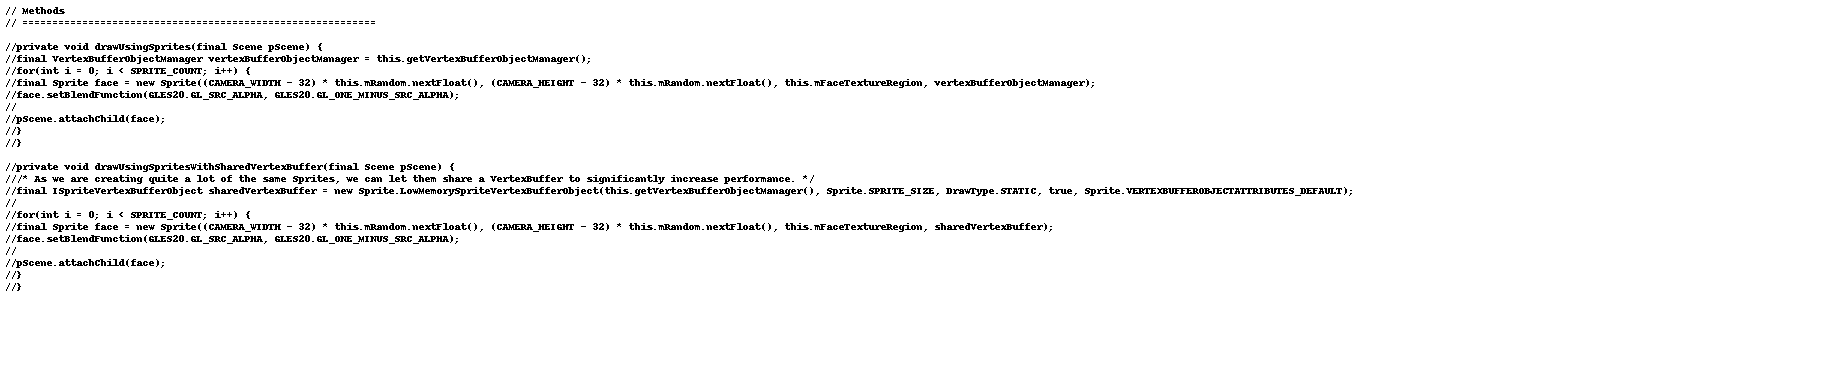 // Methods
// ===========================================================
//private void drawUsingSprites(final Scene pScene) {
//final VertexBufferObjectManager vertexBufferObjectManager = this.getVertexBufferObjectManager();
//for(int i = 0; i < SPRITE_COUNT; i++) {
//final Sprite face = new Sprite((CAMERA_WIDTH - 32) * this.mRandom.nextFloat(), (CAMERA_HEIGHT - 32) * this.mRandom.nextFloat(), this.mFaceTextureRegion, vertexBufferObjectManager);
//face.setBlendFunction(GLES20.GL_SRC_ALPHA, GLES20.GL_ONE_MINUS_SRC_ALPHA);
//
//pScene.attachChild(face);
//}
//}
//private void drawUsingSpritesWithSharedVertexBuffer(final Scene pScene) {
///* As we are creating quite a lot of the same Sprites, we can let them share a VertexBuffer to significantly increase performance. */
//final ISpriteVertexBufferObject sharedVertexBuffer = new Sprite.LowMemorySpriteVertexBufferObject(this.getVertexBufferObjectManager(), Sprite.SPRITE_SIZE, DrawType.STATIC, true, Sprite.VERTEXBUFFEROBJECTATTRIBUTES_DEFAULT);
//
//for(int i = 0; i < SPRITE_COUNT; i++) {
//final Sprite face = new Sprite((CAMERA_WIDTH - 32) * this.mRandom.nextFloat(), (CAMERA_HEIGHT - 32) * this.mRandom.nextFloat(), this.mFaceTextureRegion, sharedVertexBuffer);
//face.setBlendFunction(GLES20.GL_SRC_ALPHA, GLES20.GL_ONE_MINUS_SRC_ALPHA);
//
//pScene.attachChild(face);
//}
//}